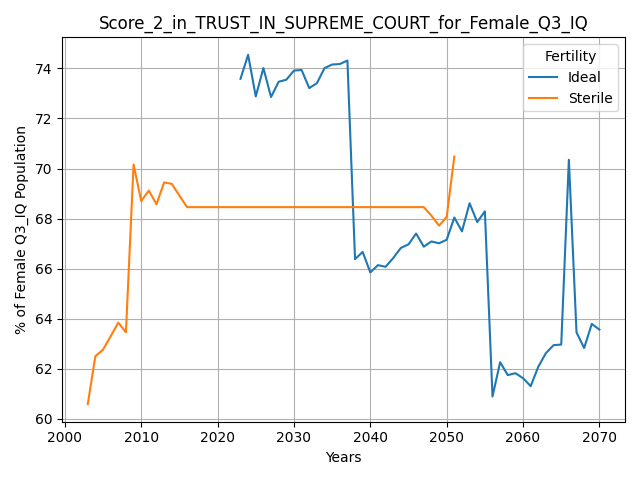 Score_2_in_TRUST_IN_SUPREME_COURT_for_Female_Q3_IQ
Fertility
Ideal
Sterile
% of Female Q3_IQ Population
74
72
70
68
66
64
62
60
2000 2010 2020 2030 2040 2050 2060 2070
Years